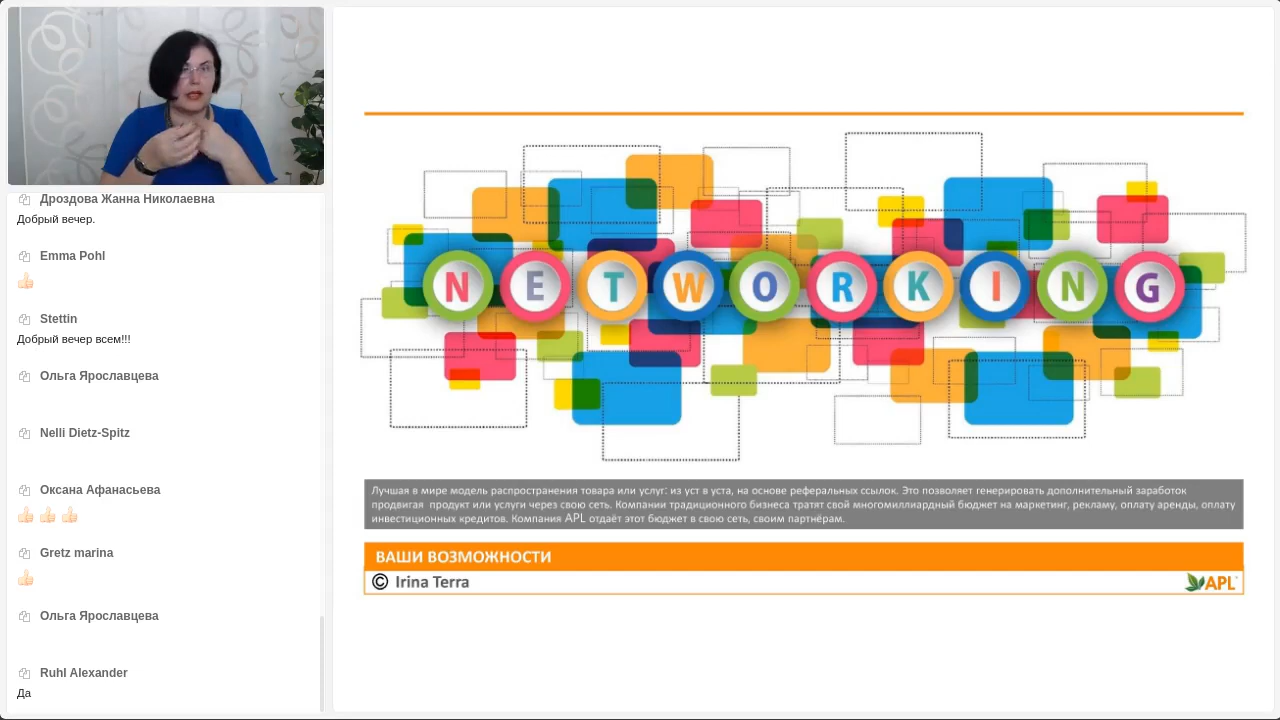 Дроздова Жанна Николаевна
Добрый вечер.
Emma Pohl
Stettin
Добрый вечер всем!!!
Ольга Ярославцева
Nelli Dietz-Spitz
Оксана Афанасьева
Gretz marina
Ольга Ярославцева
Ruhl Alexander
Да
NETWORKING
Лучшая в мире модель распространения товара или услуг: из уст в уста, на основе реферальных ссылок. Это позволяет генерировать дополнительный заработок
продвигая продукт или услуги через свою сеть. Компании традиционного бизнеса тратят свой многомиллиардный бюджет на маркетинг, рекламу, оплату аренды, оплату
инвестиционных кредитов. Компания APL отдаёт этот бюджет в свою сеть, своим партнёрам.
ВАШИ ВОЗМОЖНОСТИ
© Irina Terra
APL